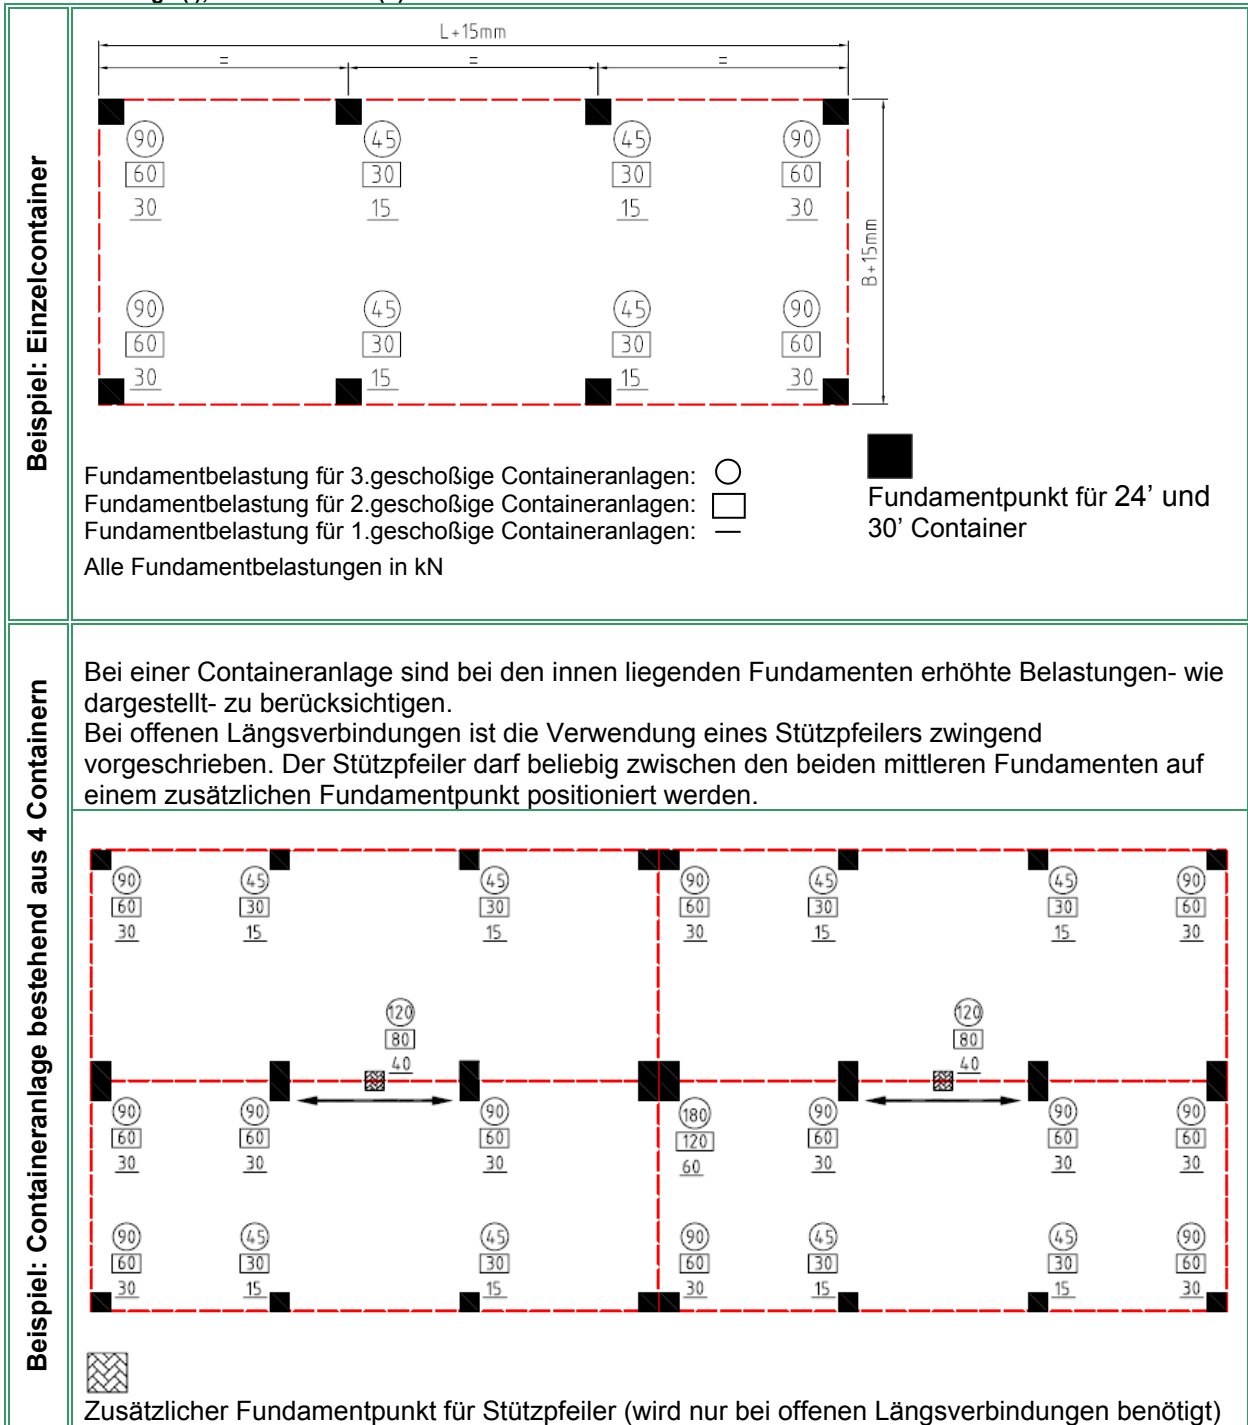 L+15mm
= = =
90 45 45 90
60 30 30 60
30 15 15 30
B+15mm
90 45 45 90
60 30 30 60
30 15 15 30
Beispiel: Einzelcontainer
Fundamentbelastung für 3.geschoßige Containeranlagen:
Fundamentbelastung für 2.geschoßige Containeranlagen:
Fundamentbelastung für 1.geschoßige Containeranlagen:
Alle Fundamentbelastungen in kN
Fundamentpunkt für 24’ und
30’ Container
Beispiel: Containeranlage bestehend aus 4 Containern
Bei einer Containeranlage sind bei den innen liegenden Fundamenten erhöhte Belastungen- wie
dargestellt- zu berücksichtigen.
Bei offenen Längsverbindungen ist die Verwendung eines Stützpfeilers zwingend
vorgeschrieben. Der Stützpfeiler darf beliebig zwischen den beiden mittleren Fundamenten auf
einem zusätzlichen Fundamentpunkt positioniert werden.
90 45 45 90 45 45 90
60 30 30 60 30 30 60
30 15 15 30 15 15 30
120 120
80 80
40 40
90 90 90 180 90 90 90
60 60 60 120 60 60 60
30 30 30 60 30 30 30
90 45 45 90 45 45 90
60 30 30 60 30 30 60
30 15 15 30 15 15 30
Zusätzlicher Fundamentpunkt für Stützpfeiler (wird nur bei offenen Längsverbindungen benötigt)